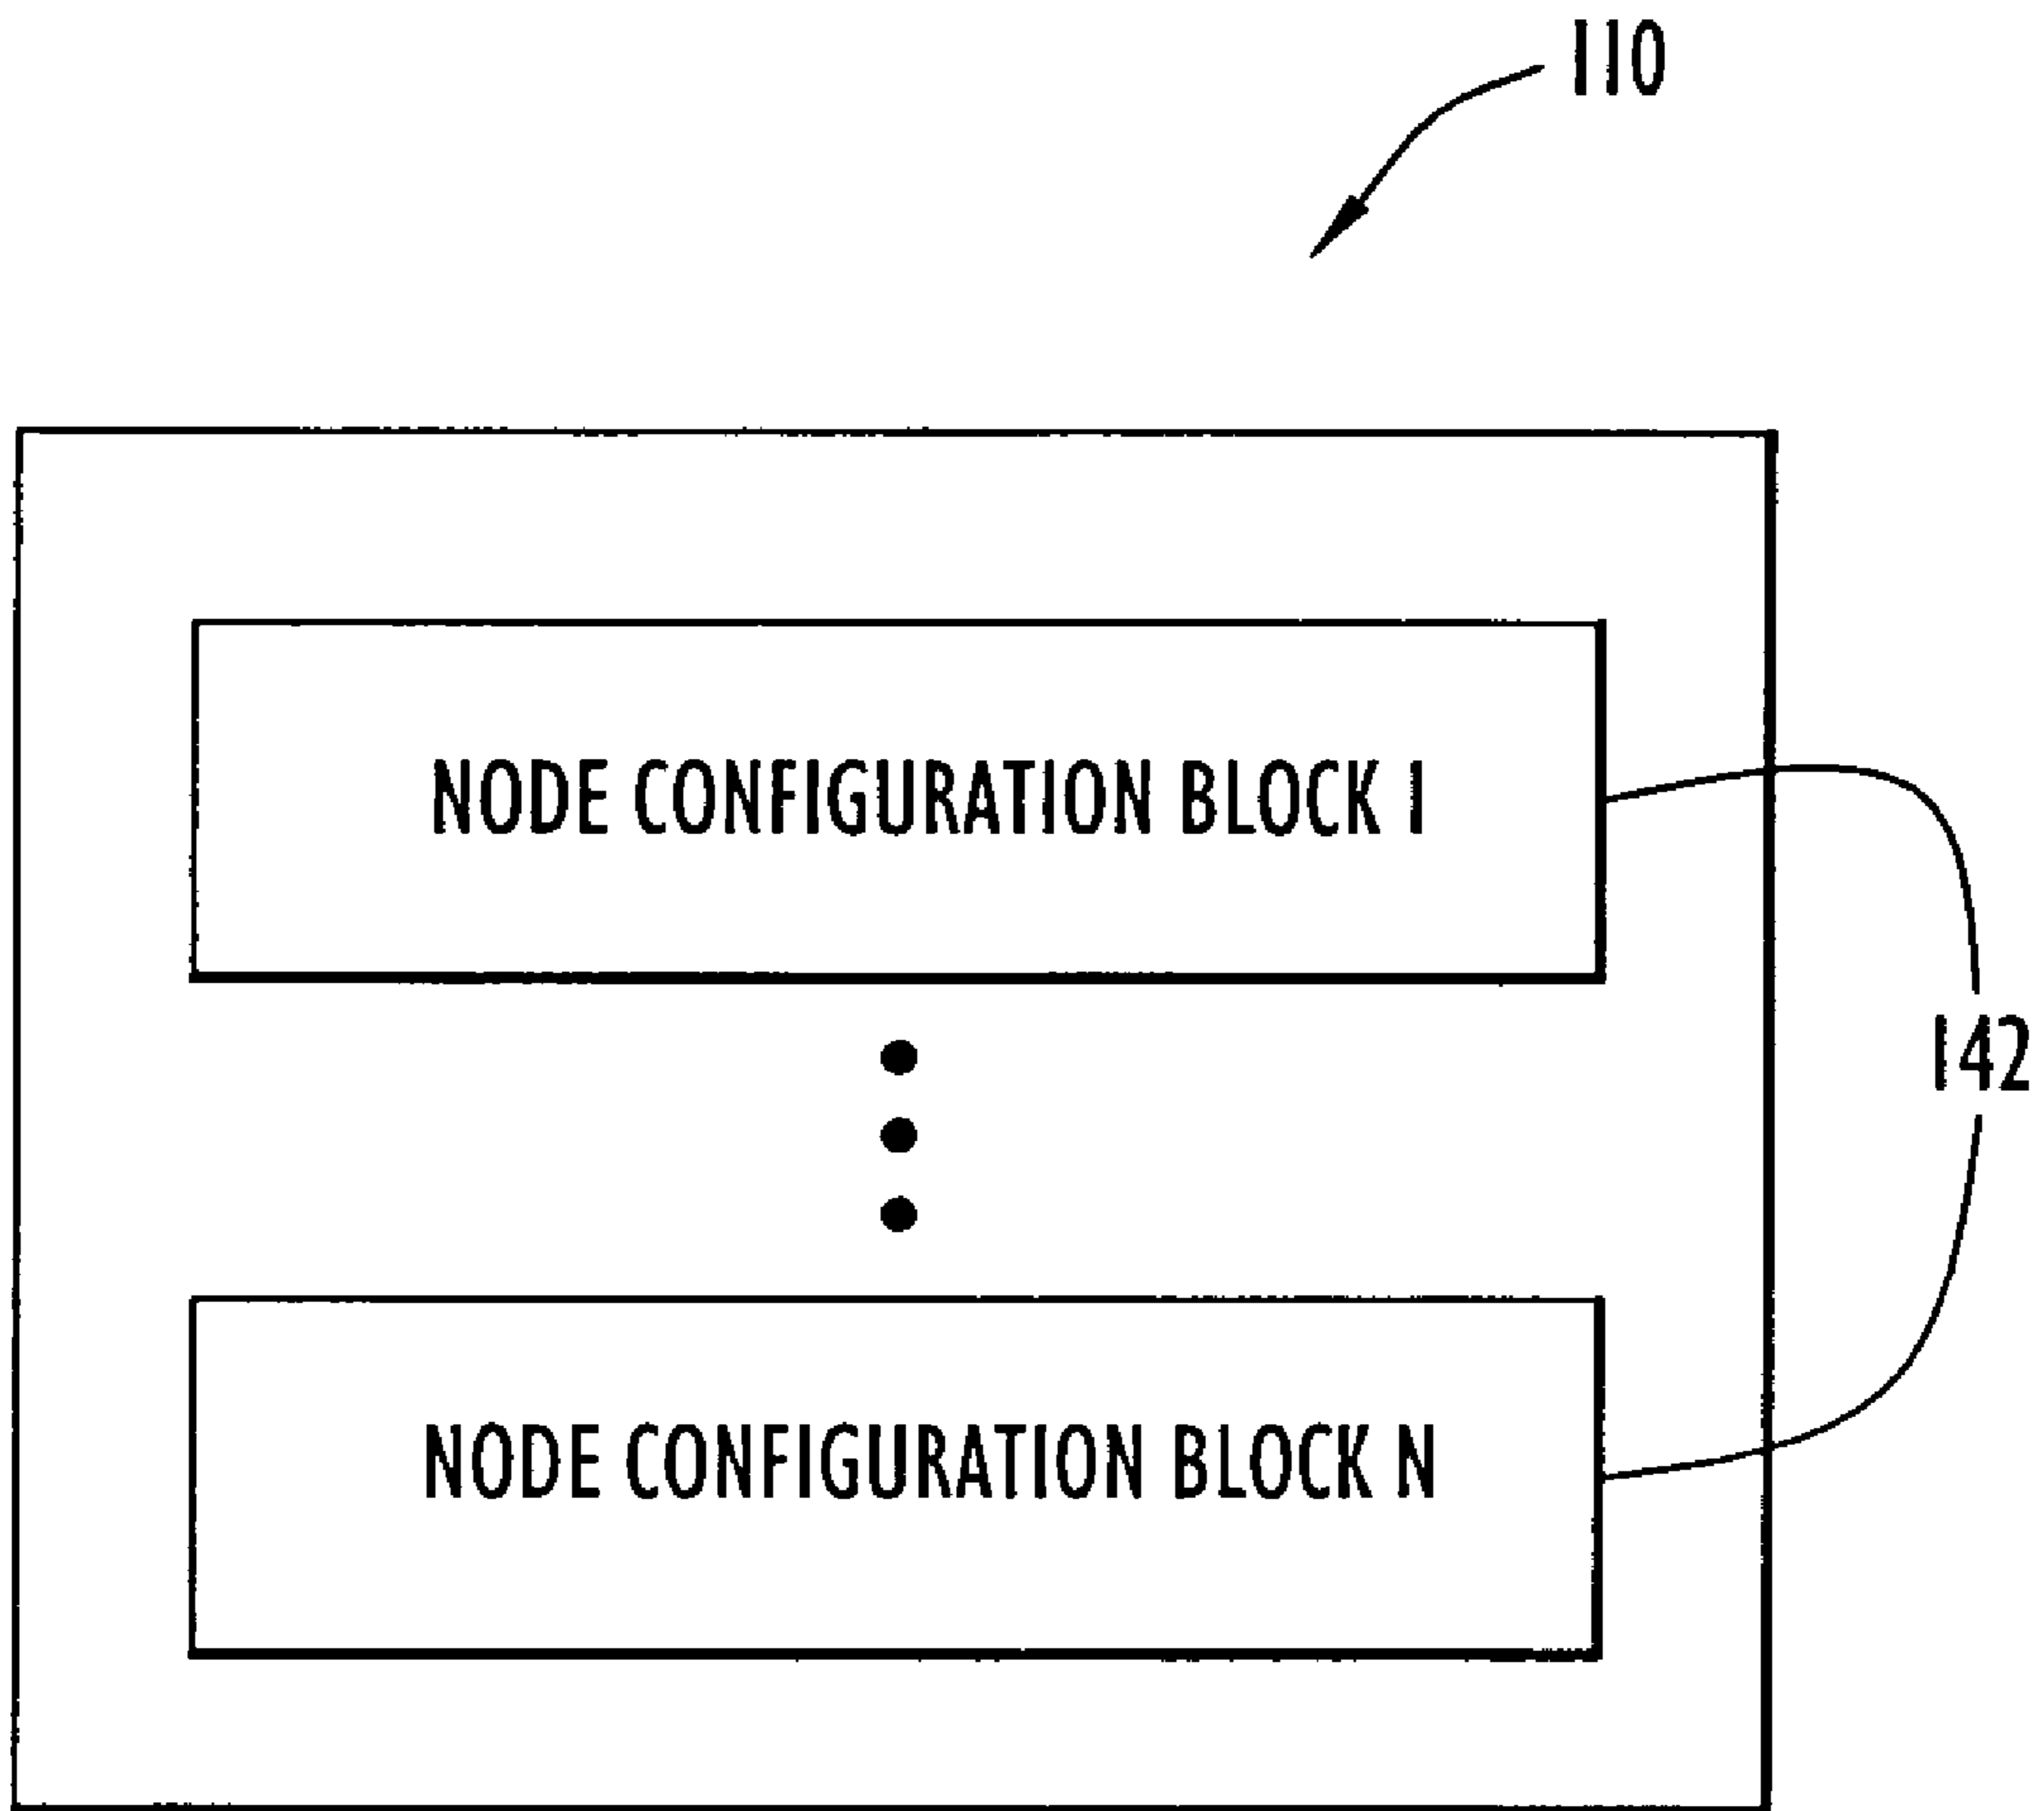 110
NODE CONFIGURATION BLOCK 1
142
NODE CONFIGURATION BLOCK N